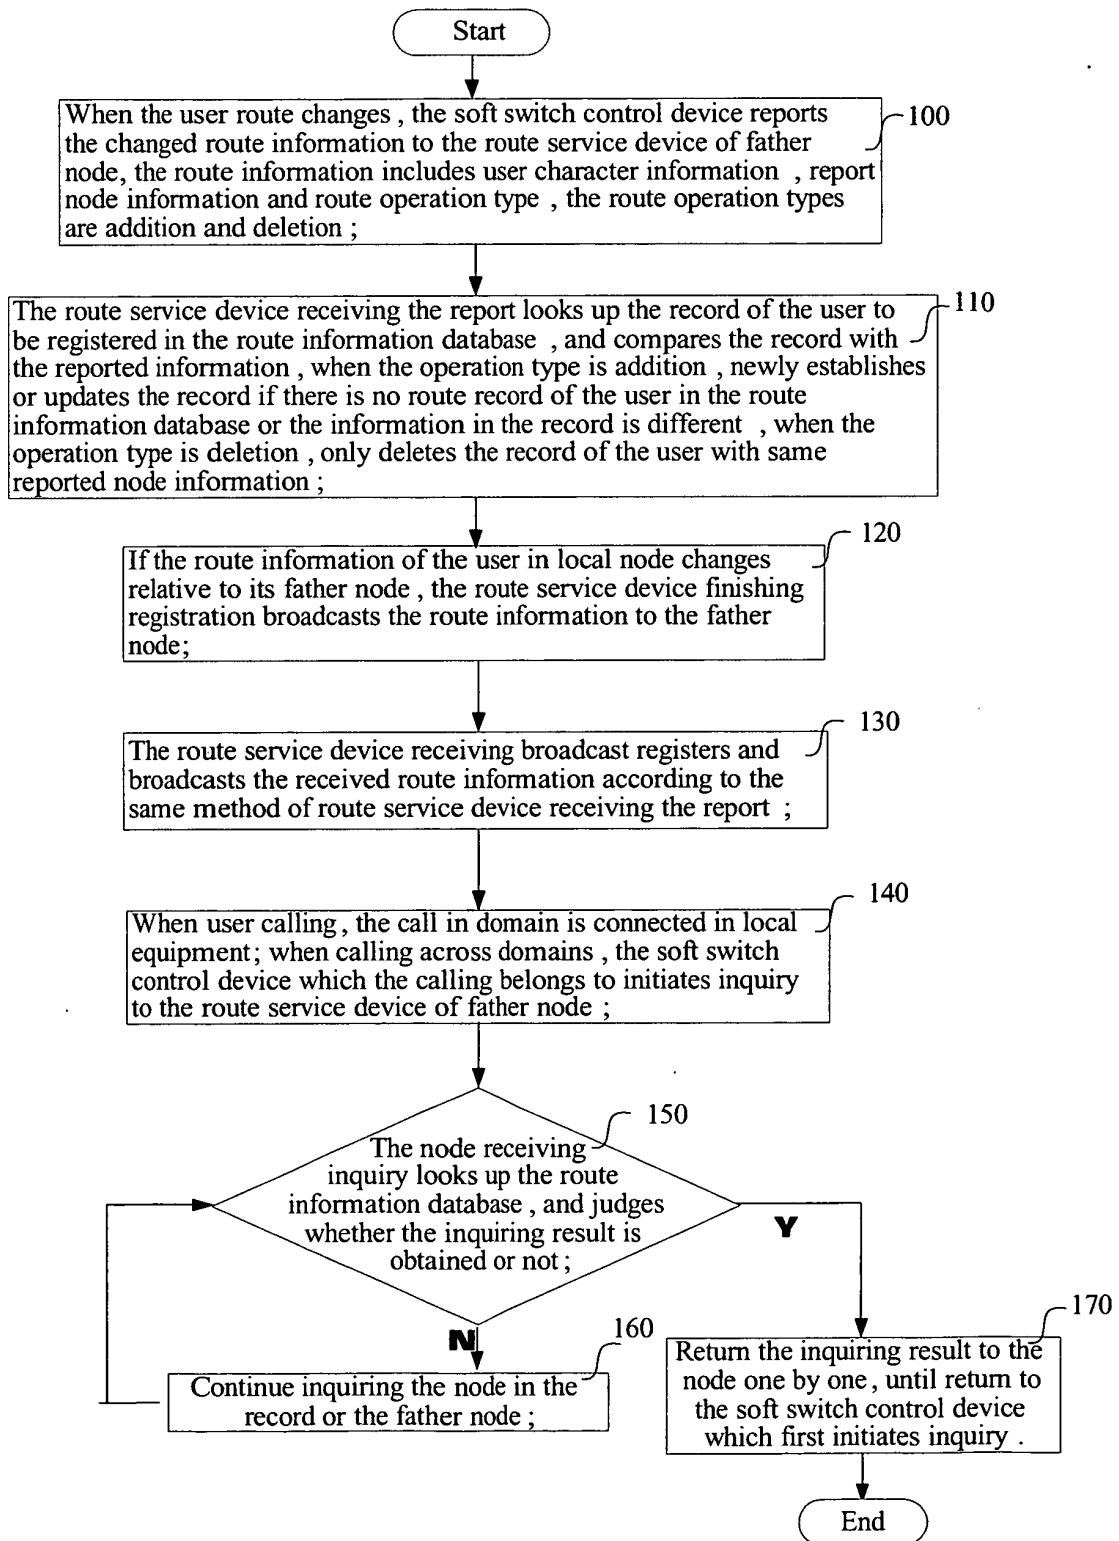 Start
When the user route changes , the soft switch control device reports
the changed route information to the route service device of father
node, the route information includes user character information , report
node information and route operation type , the route operation types
are addition and deletion ;
100
The route service device receiving the report looks up the record of the user to
be registered in the route information database , and compares the record with
the reported information , when the operation type is addition , newly establishes
or updates the record if there is no route record of the user in the route
information database or the information in the record is different , when the
operation type is deletion , only deletes the record of the user with same
reported node information ;
110
If the route information of the user in local node changes
relative to its father node , the route service device finishing
registration broadcasts the route information to the father
node;
120
The route service device receiving broadcast registers and
broadcasts the received route information according to the
same method of route service device receiving the report ;
130
When user calling , the call in domain is connected in local
equipment; when calling across domains , the soft switch
control device which the calling belongs to initiates inquiry
to the route service device of father node ;
140
The node receiving
inquiry looks up the route
information database , and judges
whether the inquiring result is
obtained or not ;
150
Y
N
Continue inquiring the node in the
record or the father node ;
160
Return the inquiring result to the
node one by one , until return to
the soft switch control device
which first initiates inquiry .
170
End